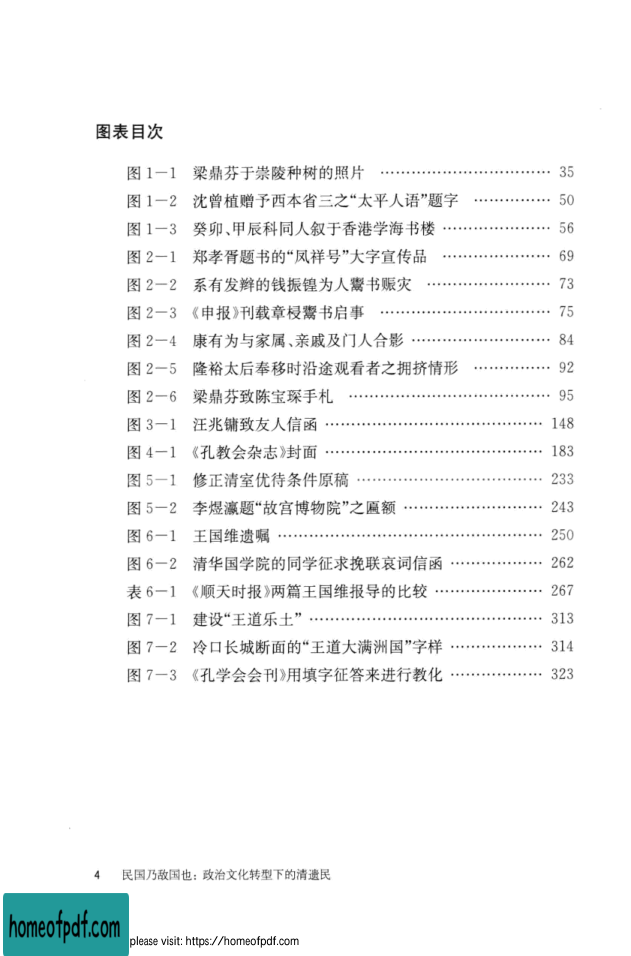 图表目次
图1-1 梁鼎芬于崇陵种树的照片 …………………………… 35
图1-2 沈曾植赠予西本省三之“太平人语”题字 …………… 50
图1-3 癸卯、甲辰科同人叙于香港学海书楼 ………………… 56
图2-1 郑孝胥题书的“凤祥号”大字宣传品 ………………… 69
图2-2 系有发辫的钱振锽为人鬻书赈灾 …………………… 73
图2-3 《申报》刊载章梫鬻书启事 …………………………… 75
图2-4 康有为与家属、亲戚及门人合影 ……………………… 84
图2-5 隆裕太后奉移时沿途观看者之拥挤情形 …………… 92
图2-6 梁鼎芬致陈宝琛手札 ………………………………… 95
图3-1 汪兆镛致友人信函 …………………………………… 148
图4-1 《孔教会杂志》封面 …………………………………… 183
图5-1 修正清室优待条件原稿 ……………………………… 233
图5-2 李煜瀛题“故宫博物院”之匾额 ……………………… 243
图6-1 王国维遗嘱 …………………………………………… 250
图6-2 清华国学院的同学征求挽联哀词信函 ……………… 262
表6-1 《顺天时报》两篇王国维报导的比较 ………………… 267
图7-1 建设“王道乐土” ……………………………………… 313
图7-2 冷口长城断面的“王道大满洲国”字样 ……………… 314
图7-3 《孔学会会刊》用填字征答来进行教化 ……………… 323
4 民国乃敌国也：政治文化转型下的清遗民
homeofpdf.com
please visit: https://homeofpdf.com